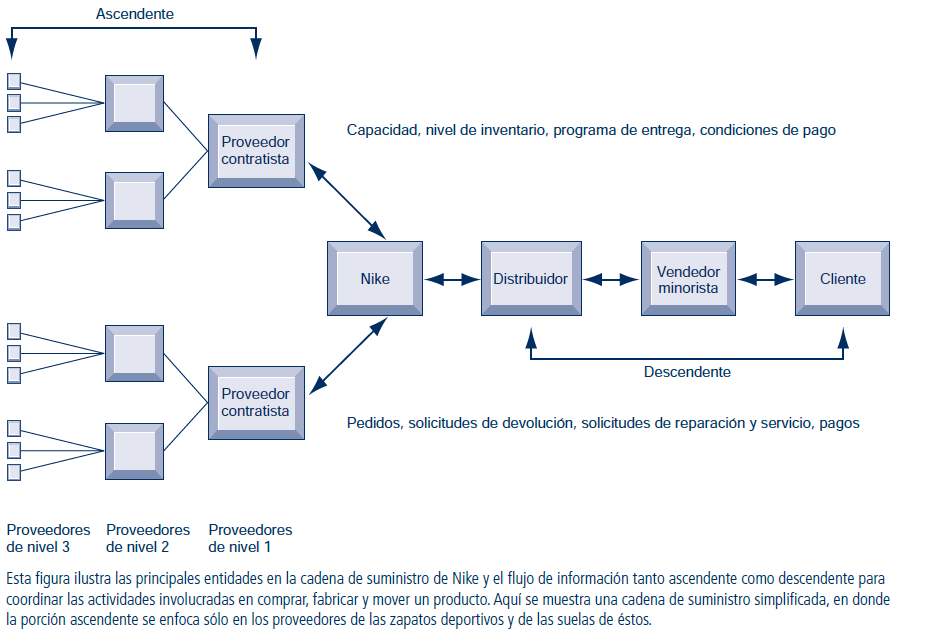 Ascendente
Proveedor
contratista
Capacidad, nivel de inventario, programa de entrega, condiciones de pago
Nike
Distribuidor
Vendedor
minorista
Cliente
Descendente
Proveedor
contratista
Pedidos, solicitudes de devolución, solicitudes de reparación y servicio, pagos
Proveedores
de nivel 3
Proveedores
de nivel 2
Proveedores
de nivel 1
Esta figura ilustra las principales entidades en la cadena de suministro de Nike y el flujo de información tanto ascendente como descendente para
coordinar las actividades involucradas en comprar, fabricar y mover un producto. Aquí se muestra una cadena de suministro simplificada, en donde
la porción ascendente se enfoca sólo en los proveedores de las zapatos deportivos y de las suelas de éstos.